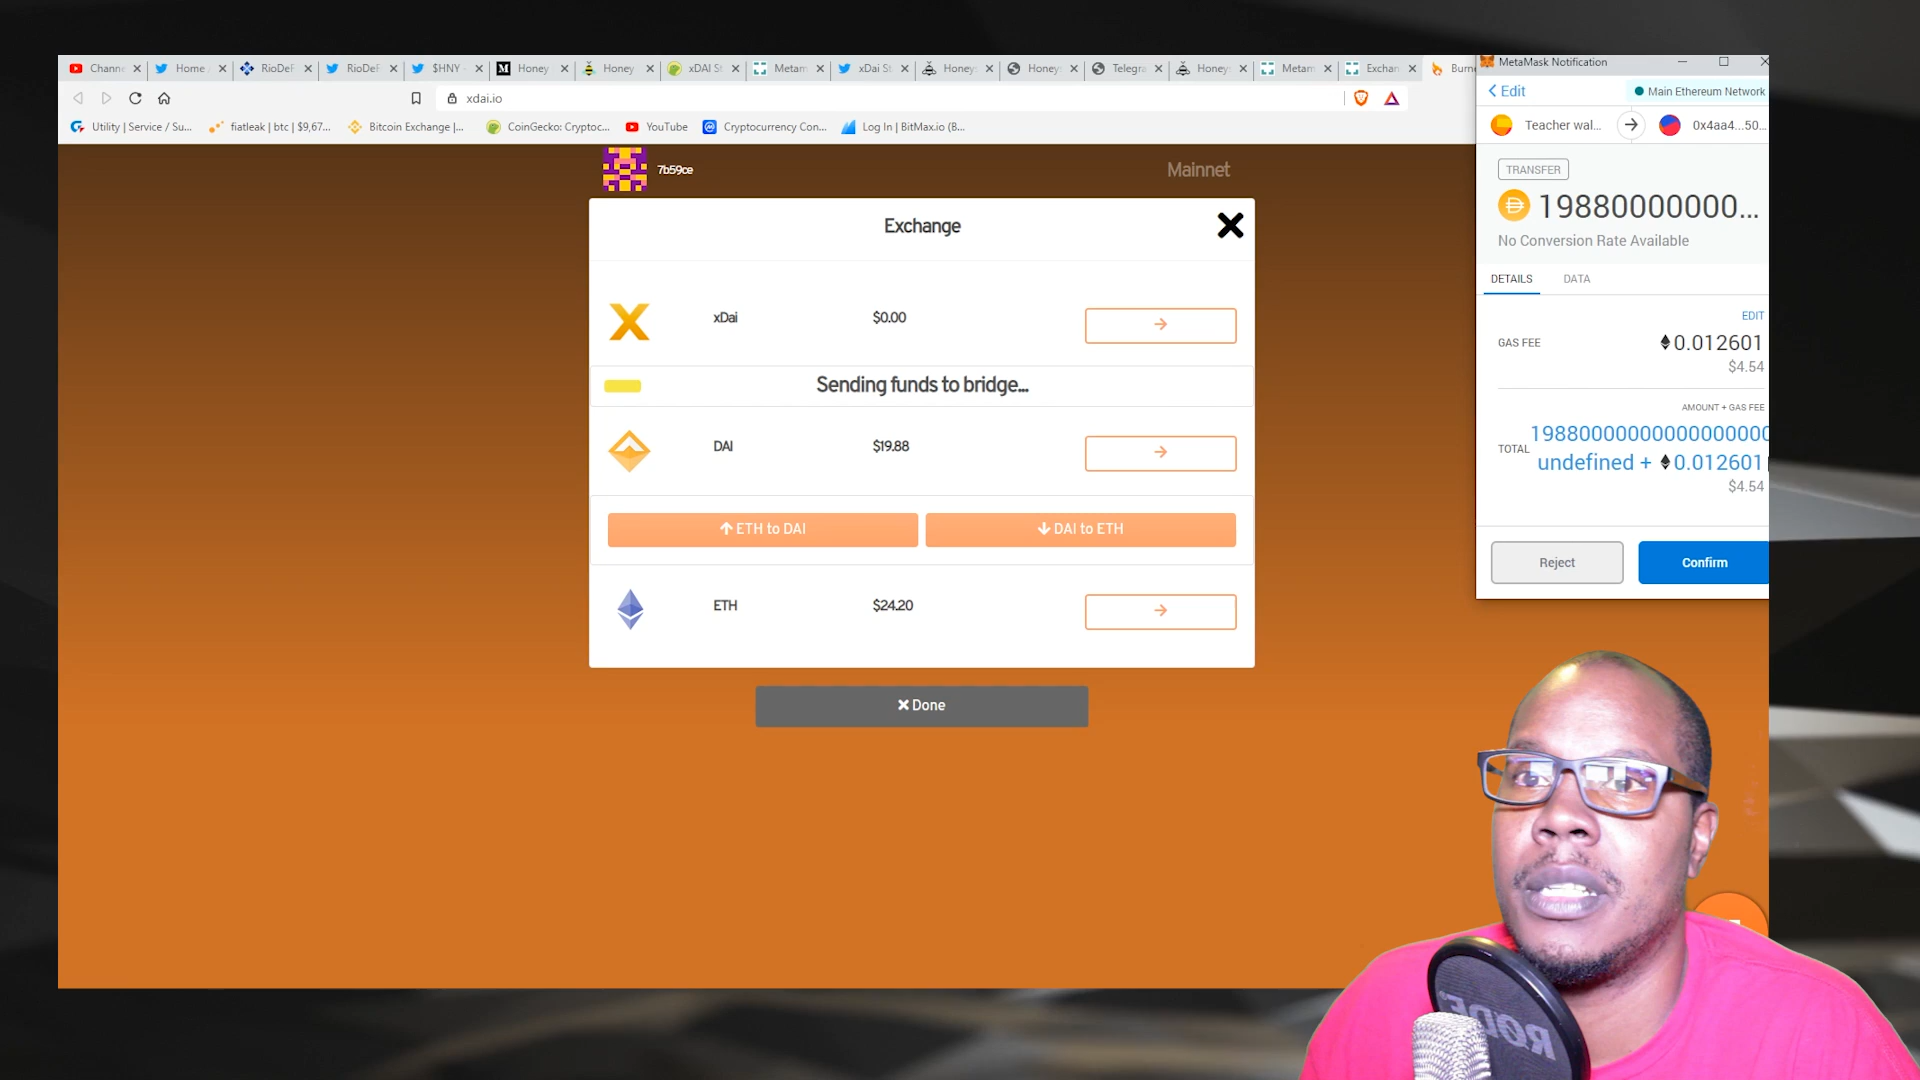 Channe
Home
RioDeF
RioDeF
$HNY
Honey
Honey
xDAI S
Metam
xDai St
Honeys
Honey
Telegra
Honey
Metam
Exchan
Burn
xdai.io
Utility | Service / Su...
fiatleak | btc | $9,67...
Bitcoin Exchange |...
CoinGecko: Cryptoc...
YouTube
Cryptocurrency Con...
Log In | BitMax.io (B...
7b59ce
Mainnet
Exchange
xDai $0.00
Sending funds to bridge...
DAI $19.88
ETH to DAI
DAI to ETH
ETH $24.20
Done
MetaMask Notification
Edit
Main Ethereum Network
Teacher wal...
0x4aa4...50...
TRANSFER
19880000000...
No Conversion Rate Available
DETAILS DATA
EDIT
GAS FEE 0.012601
$4.54
AMOUNT + GAS FEE
TOTAL
undefined + 0.012601
$4.54
Reject Confirm
RODE